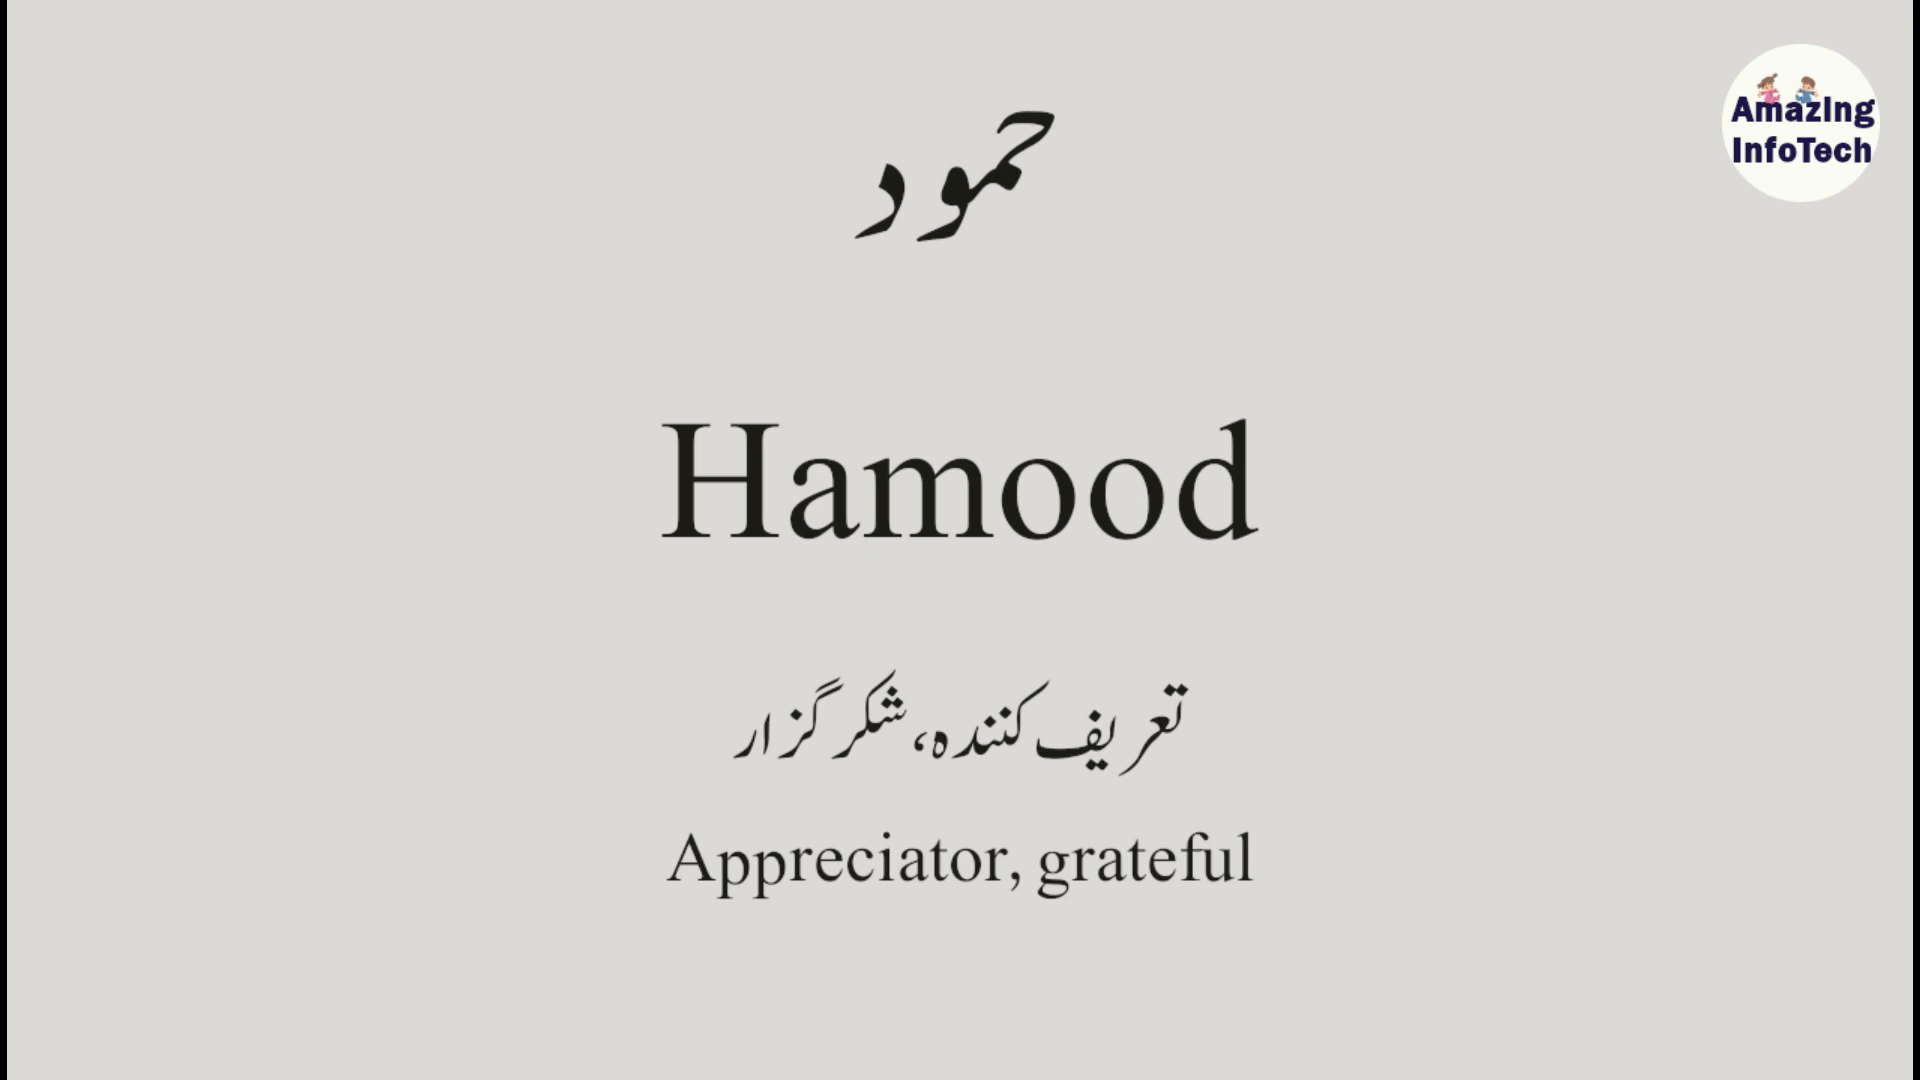 حمود
Amazing
InfoTech
Hamood
تعریف کنندہ، شکر گزار
Appreciator, grateful